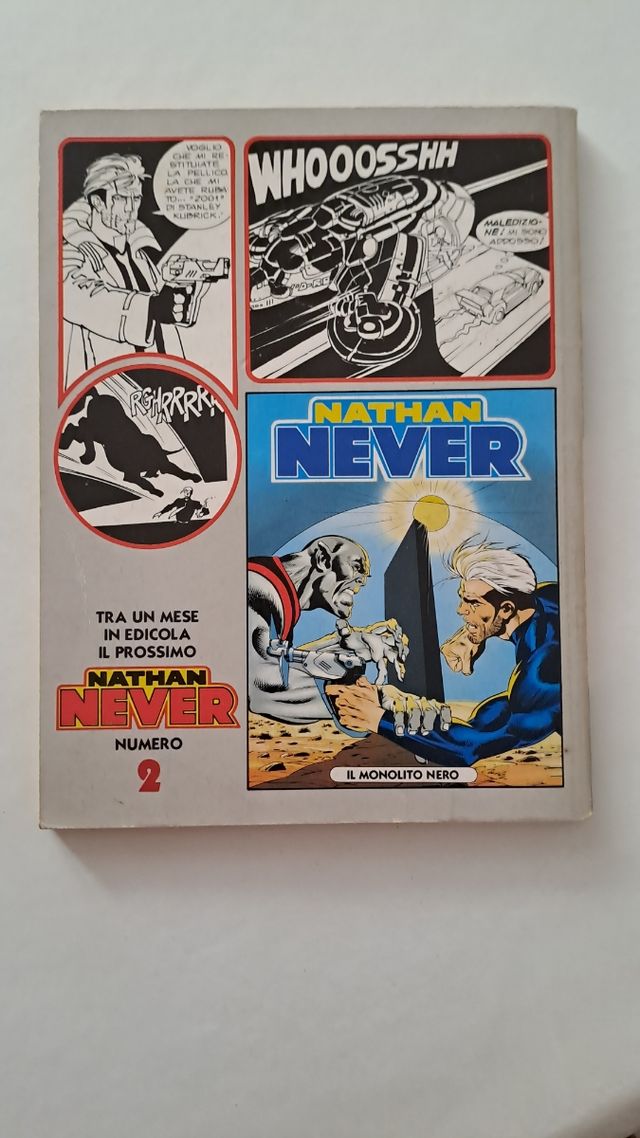 VOGLIO
CHE MI RE-
STITUIATE
LA PELLICO
LA CHE MI
AVETE RUBA
TO... "2001"
DI STANLEY
KUBRICK.
WHOOOSSHH
MALEDIZIO-
NE! MI SONO
ADDOSSO!
RGHRRRRR
NATHAN
NEVER
IL MONOLITO NERO
TRA UN MESE
IN EDICOLA
IL PROSSIMO
NATHAN
NEVER
NUMERO
2